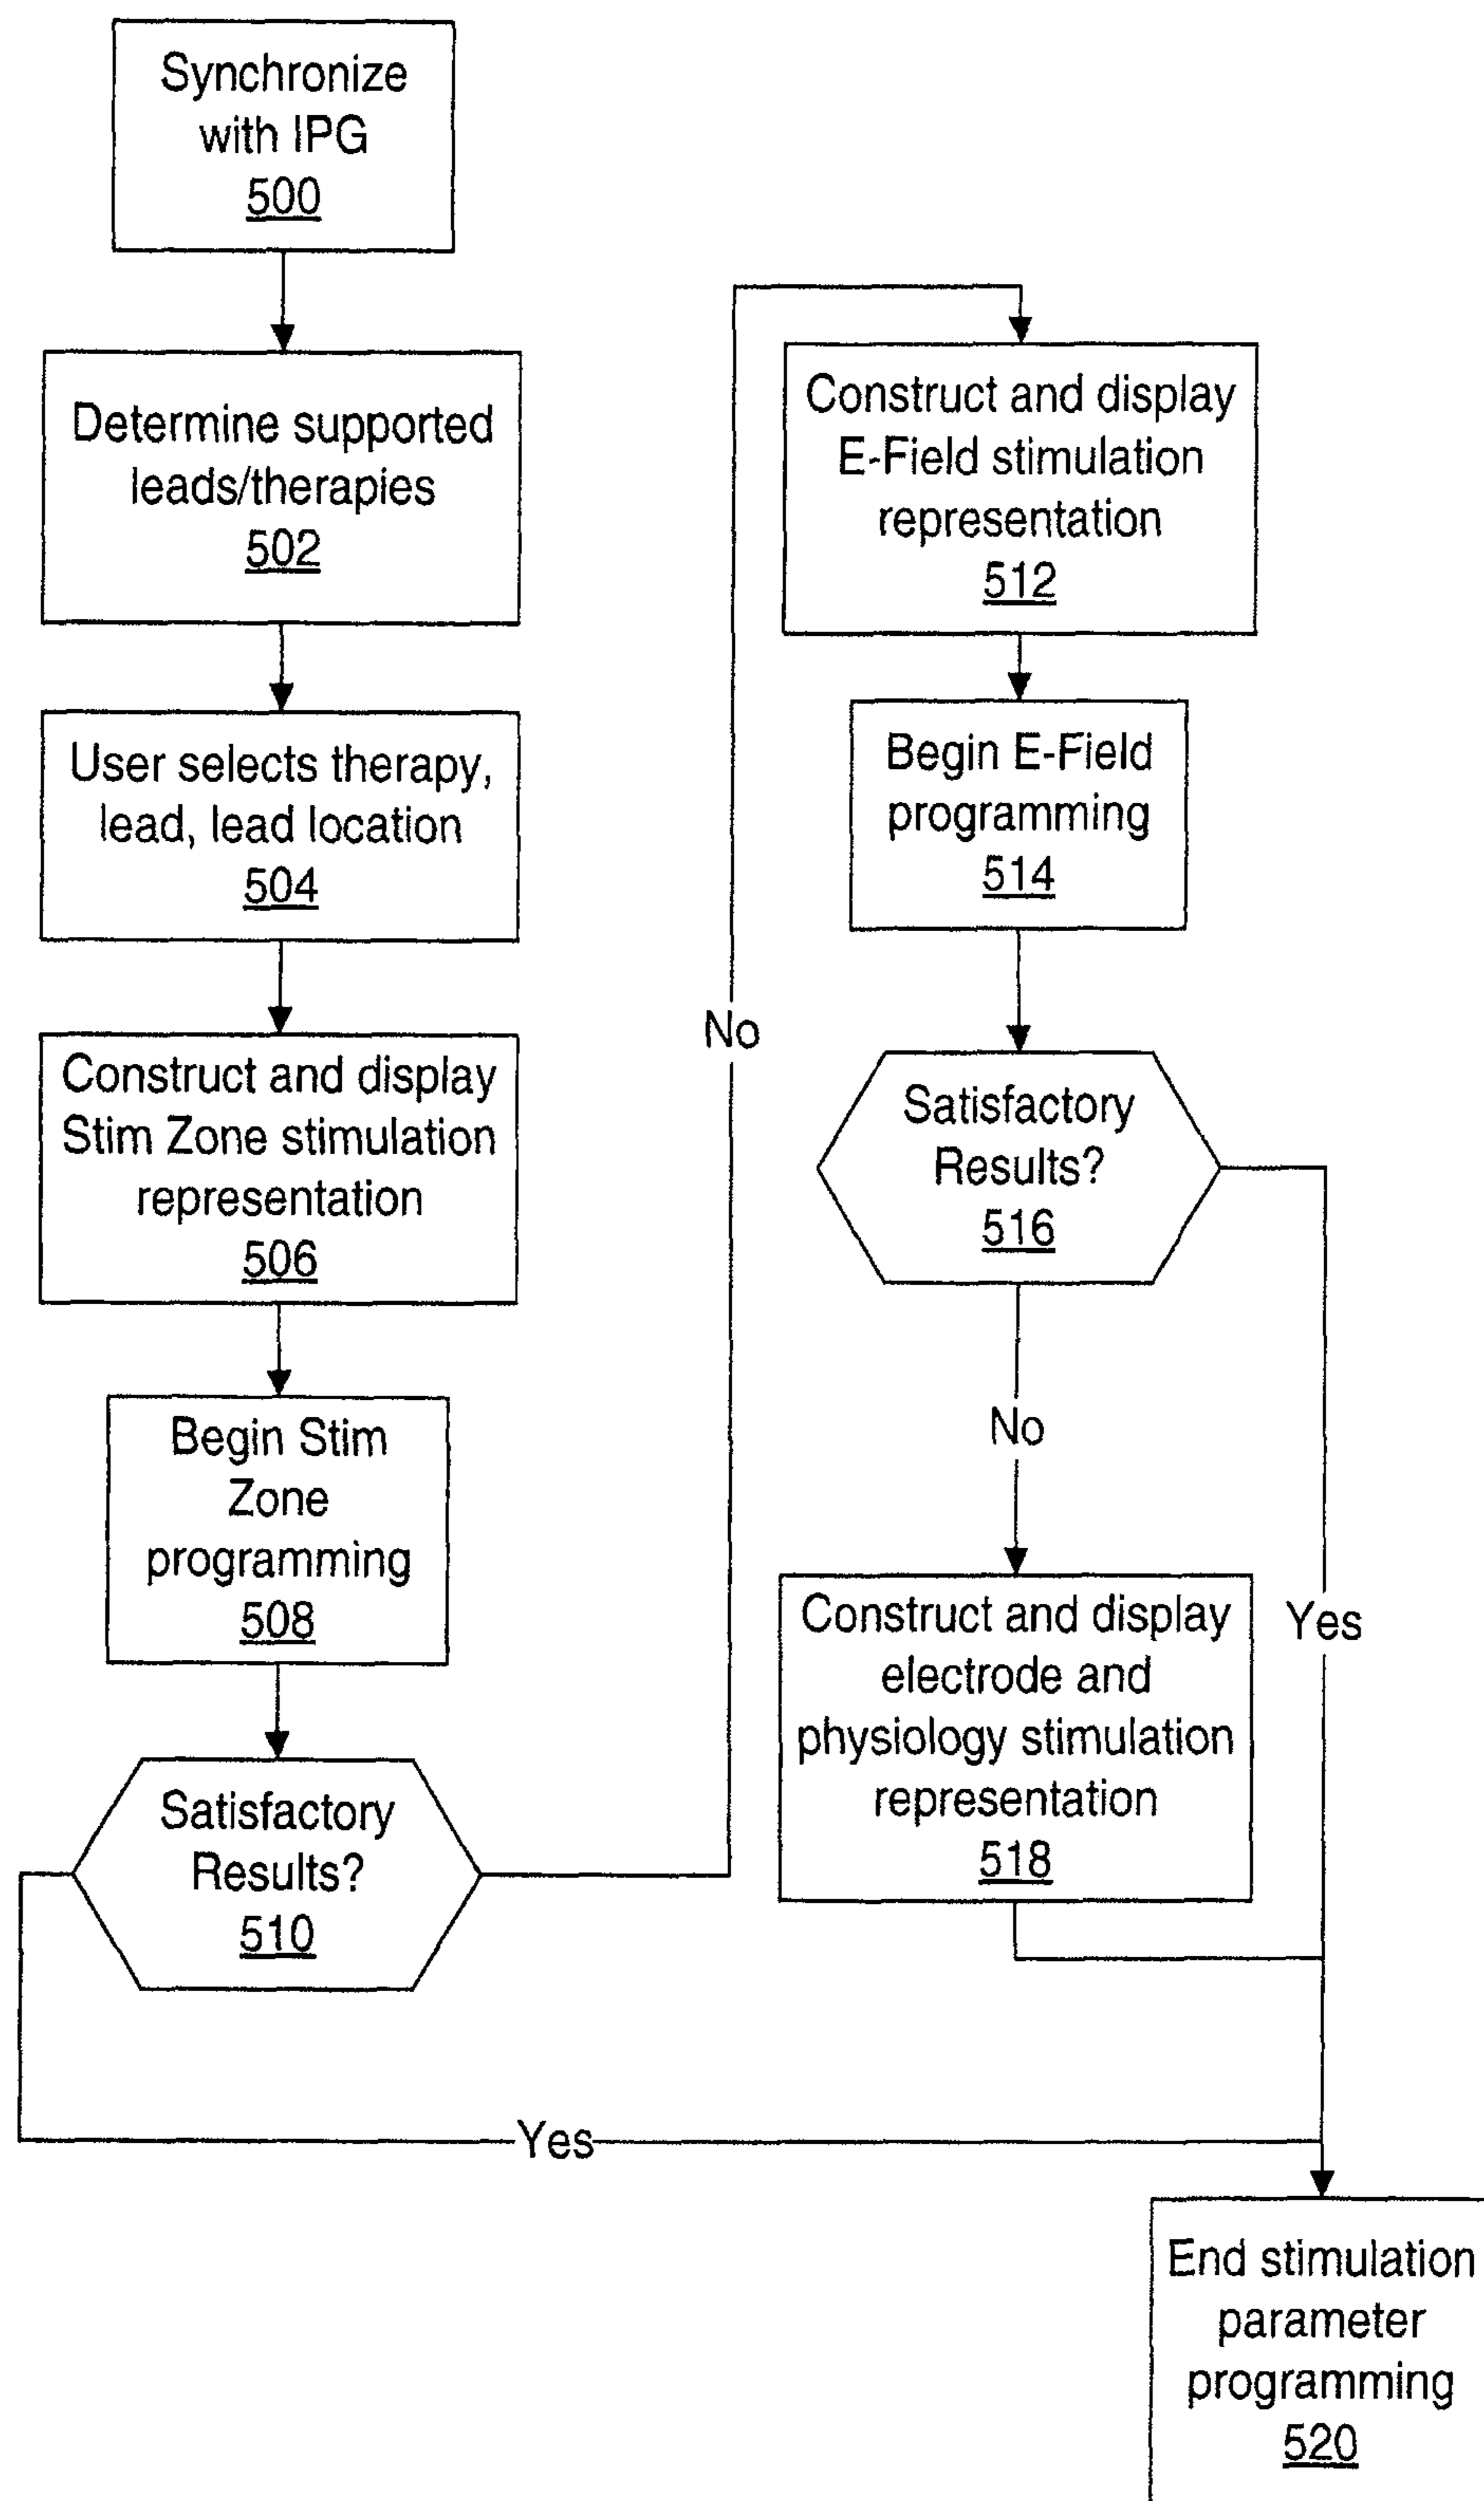 Synchronize
with IPG
500
Determine supported
leads/therapies
502
User selects therapy,
lead, lead location
504
Construct and display
Stim Zone stimulation
representation
506
Begin Stim
Zone
programming
508
Satisfactory
Results?
510
No
Construct and display
E-Field stimulation
representation
512
Begin E-Field
programming
514
Satisfactory
Results?
516
No
Yes
Construct and display
electrode and
physiology stimulation
representation
518
Yes
End stimulation
parameter
programming
520